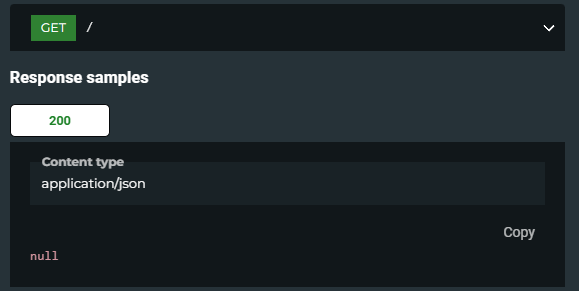 GET /
Response samples
200
Content type
application/json
Copy
null